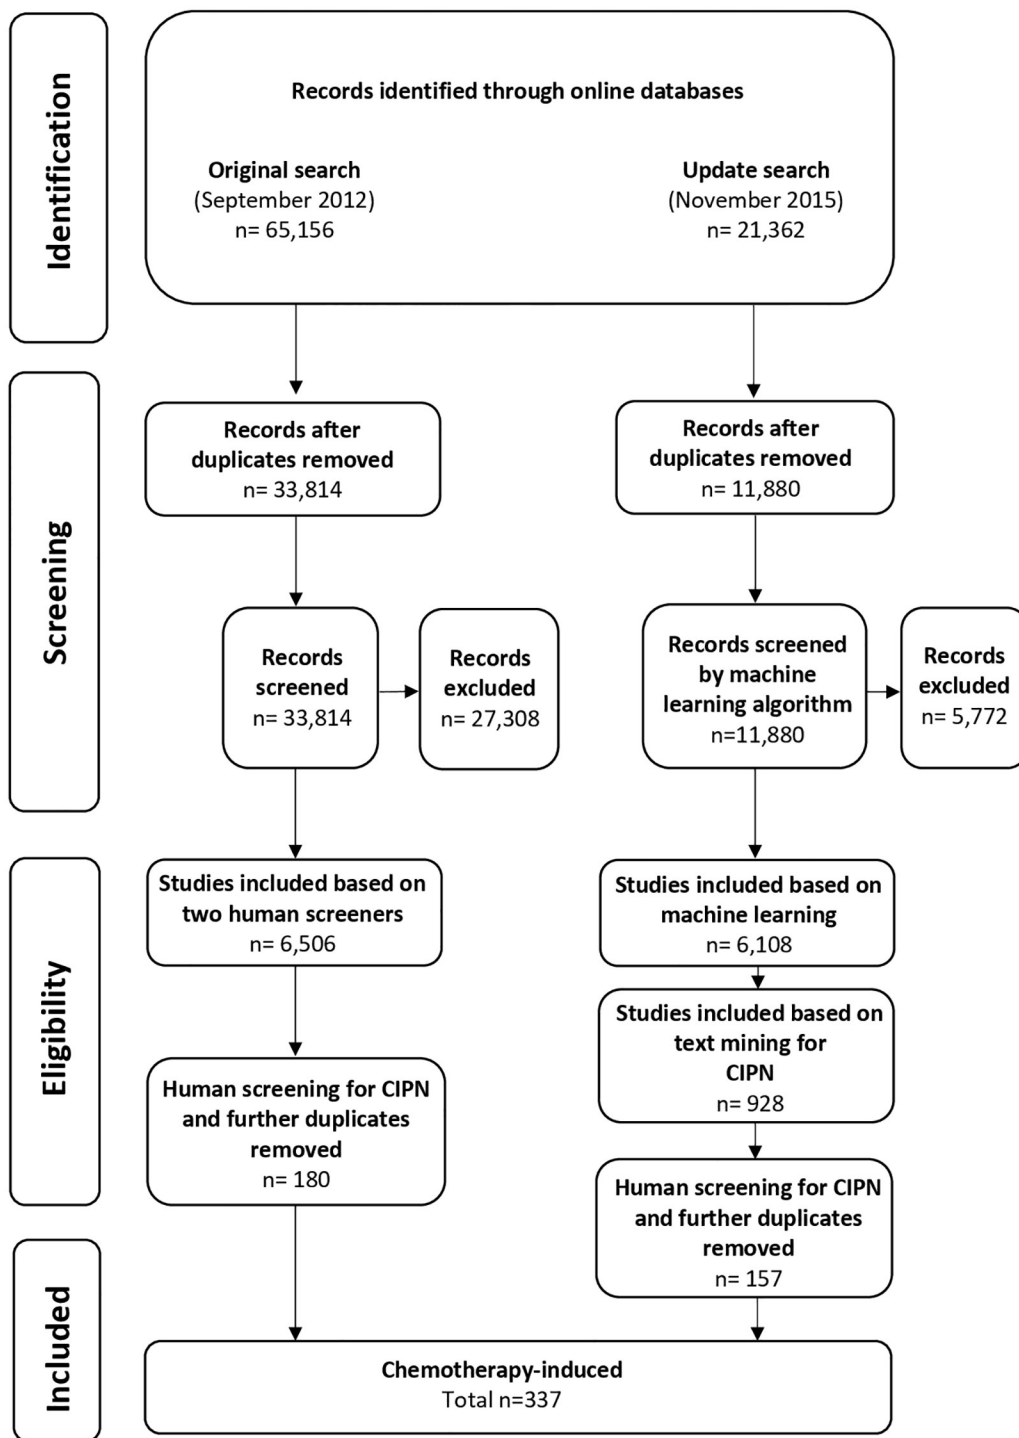 Identification
Records identified through online databases
Original search
(September 2012)
n= 65,156
Update search
(November 2015)
n= 21,362
Screening
Records after
duplicates removed
n= 33,814
Records after
duplicates removed
n= 11,880
Records
screened
n= 33,814
Records
excluded
n= 27,308
Records screened
by machine
learning algorithm
n=11,880
Records
excluded
n= 5,772
Eligibility
Studies included based on
two human screeners
n= 6,506
Studies included based on
machine learning
n= 6,108
Studies included based on
text mining for
CIPN
n= 928
Human screening for CIPN
and further duplicates
removed
n= 180
Human screening for CIPN
and further duplicates
removed
n= 157
Included
Chemotherapy-induced
Total n=337